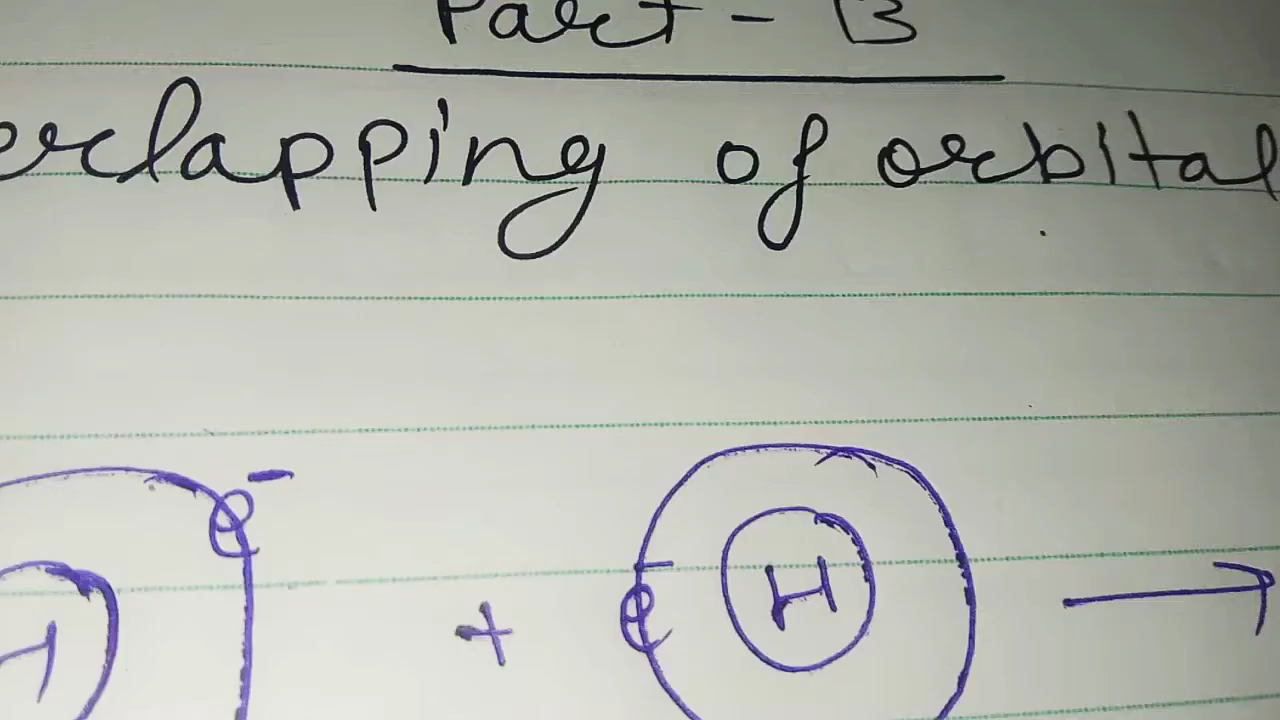 Part - B
erlapping of orbital
e-
H + e- H →